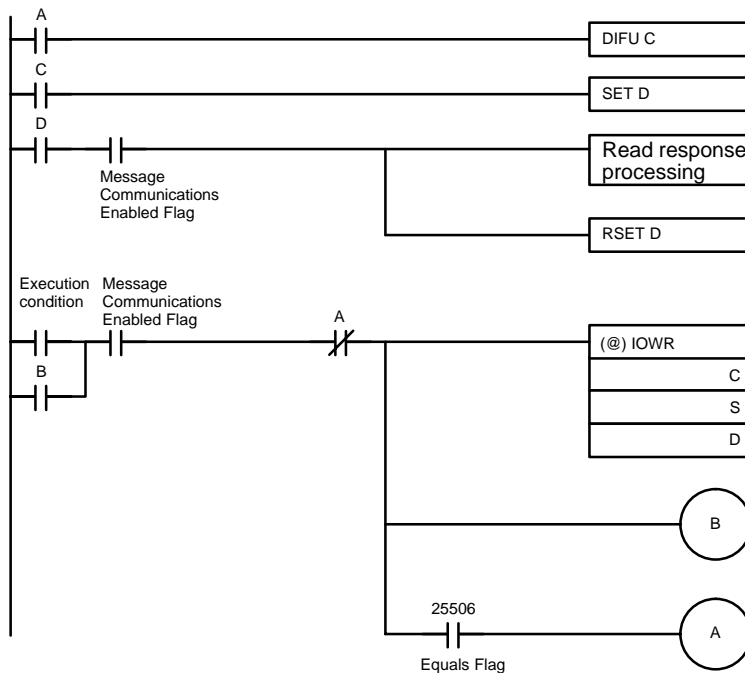 A
DIFU C
C
SET D
D
Message
Communications
Enabled Flag
Read response
processing
RSET D
Execution
condition
Message
Communications
Enabled Flag
A
(@) IOWR
C
S
D
B
B
25506
Equals Flag
A